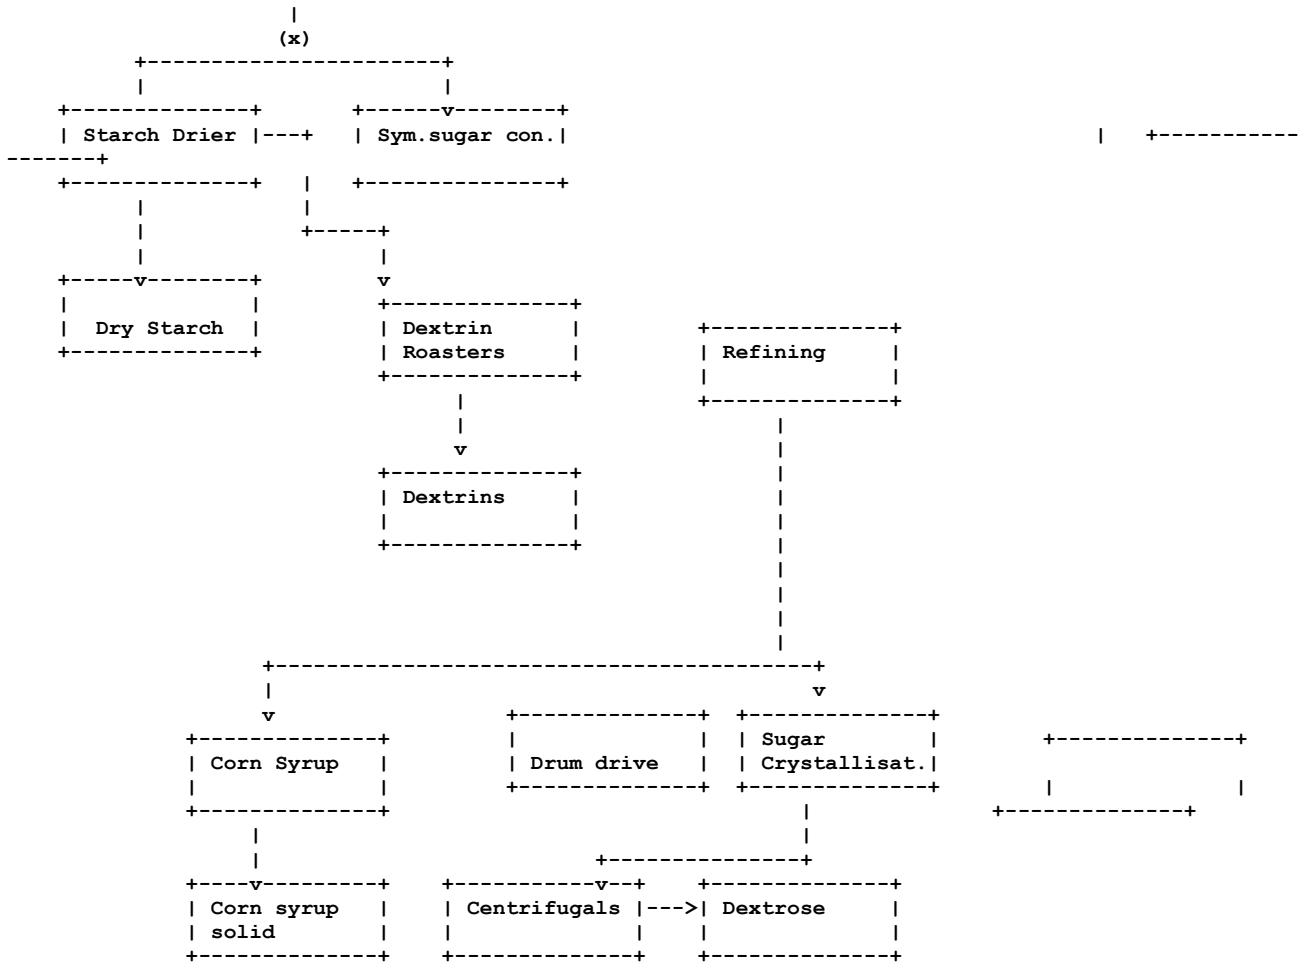 (x)
Starch Drier Sym.sugar con.
Dry Starch
Dextrin
Roasters
Refining
Dextrins
Sugar
Corn Syrup Drum drive Crystallisat.
Corn syrup Centrifugals Dextrose
solid